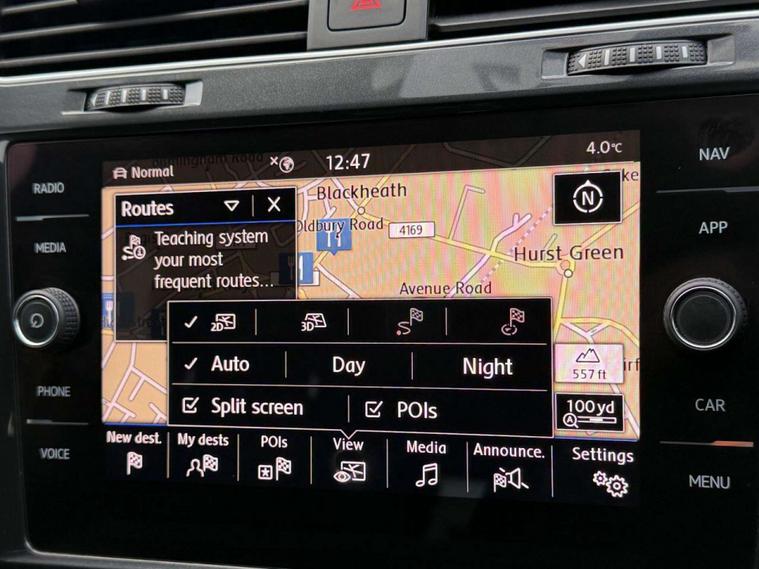 RADIO
MEDIA
PHONE
VOICE
NAV
APP
CAR
MENU
Normal
12:47
4.0°C
Routes
X
Teaching system
your most
frequent routes...
Blackheath
Oldbury Road
4169
Hurst Green
Avenue Road
N
2D
3D
Auto
Day
Night
Split screen
POIs
557 ft
100 yd
A
New dest.
My dests
POIs
View
Media
Announce.
Settings